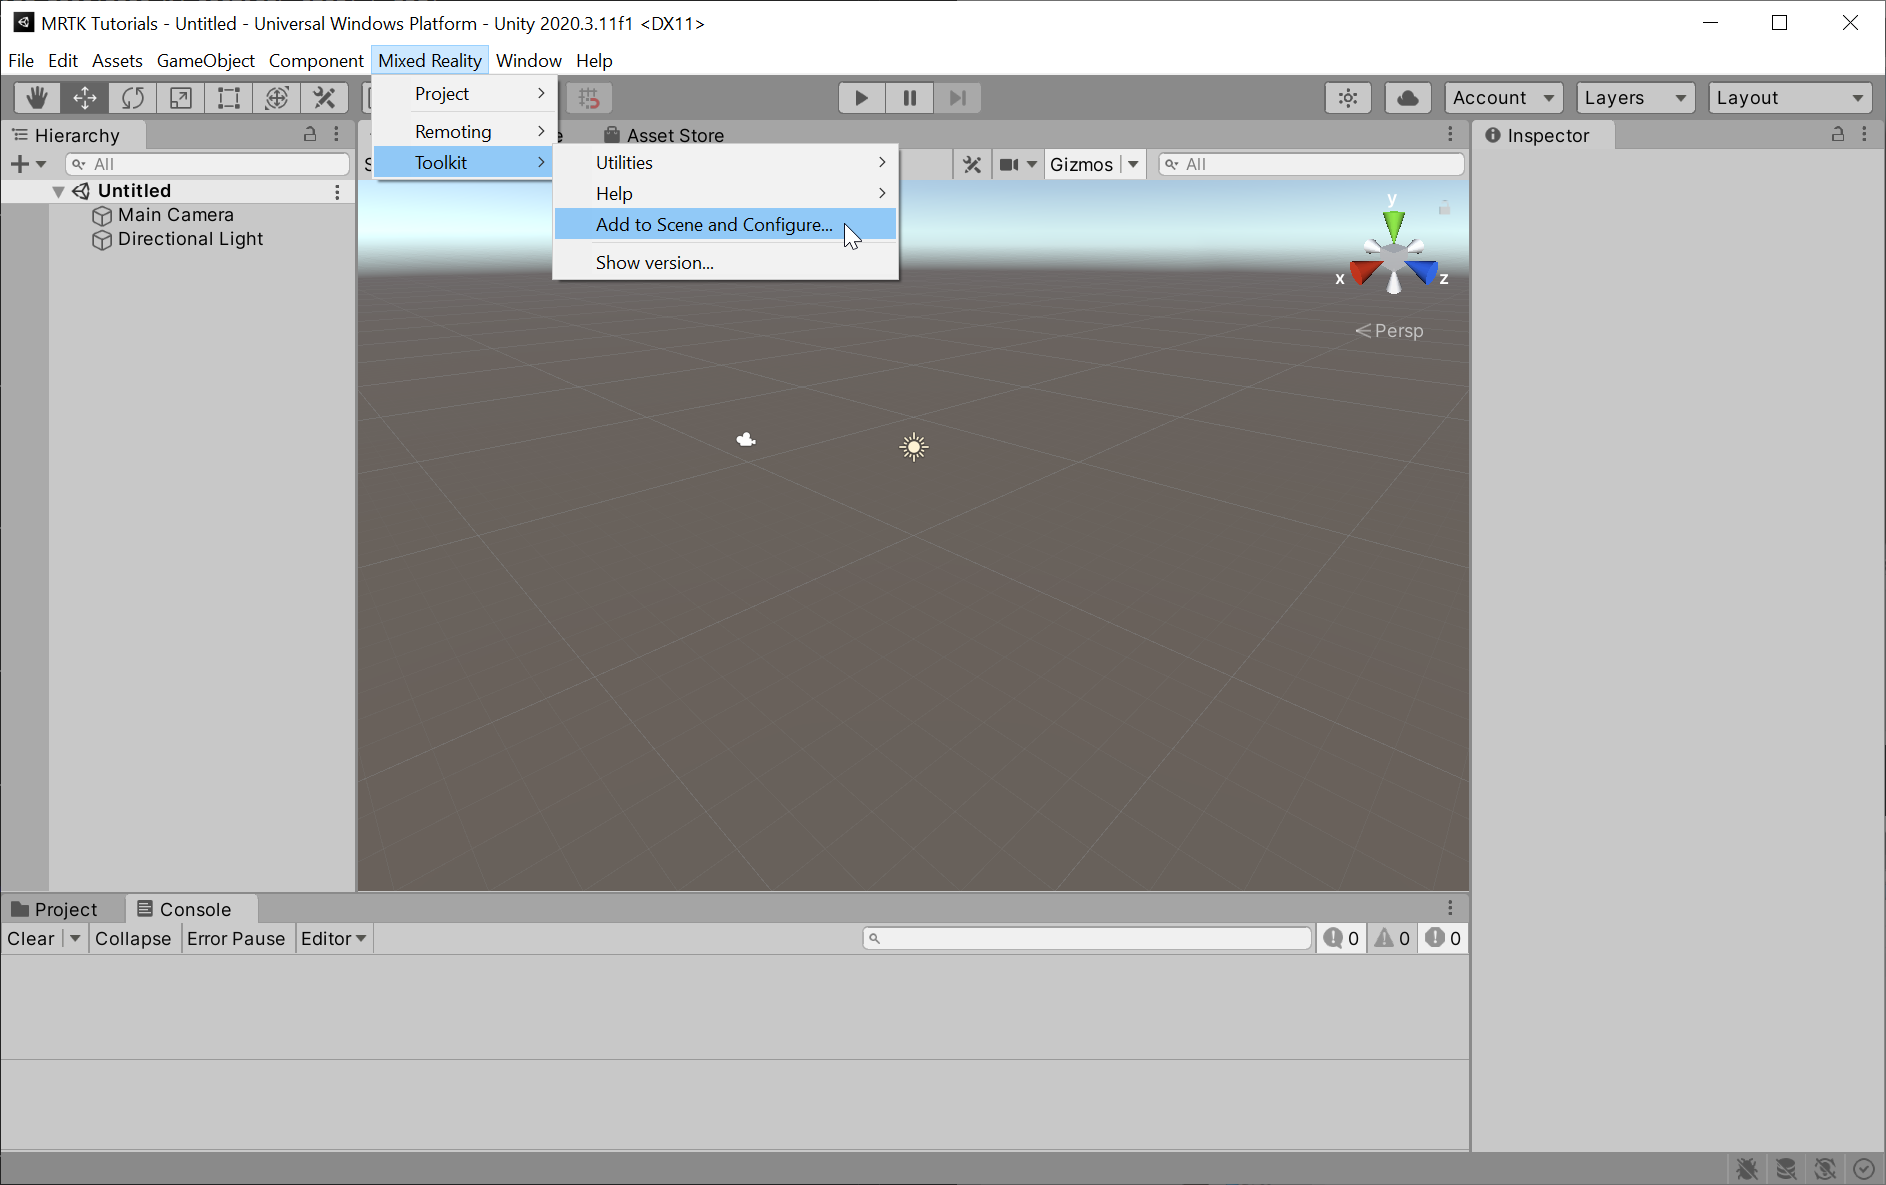 MRTK Tutorials - Untitled - Universal Windows Platform - Unity 2020.3.11f1 <DX11>
File Edit Assets GameObject Component Mixed Reality Window Help
Project
Remoting
Toolkit
Utilities
Help
Add to Scene and Configure...
Show version...
Account
Layers
Layout
Hierarchy
All
Untitled
Main Camera
Directional Light
Asset Store
Gizmos
All
y
x
z
Persp
Inspector
Project
Console
Clear
Collapse
Error Pause
Editor
0
0
0